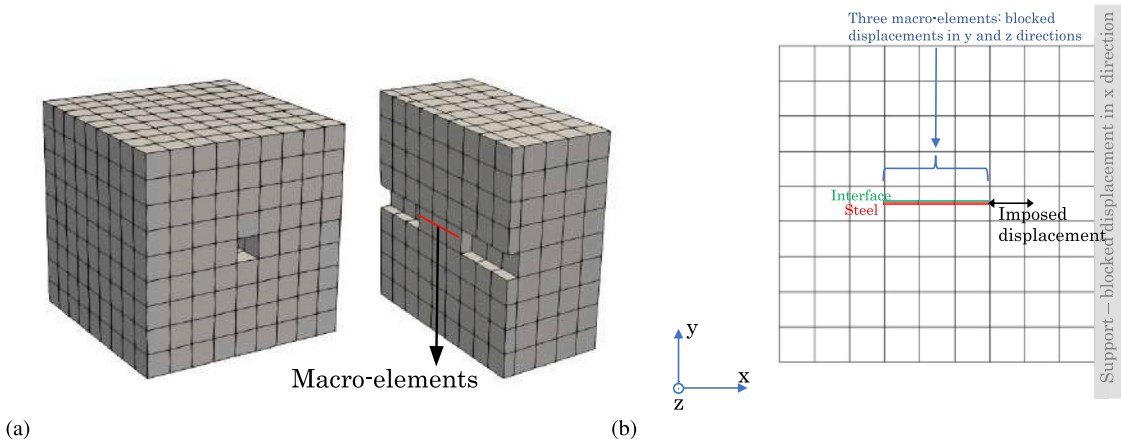 Macro-elements
(a)
Three macro-elements: blocked
displacements in y and z directions
Interface
Steel
Imposed
displacement
Support – blocked displacement in x direction
y
x
z
(b)